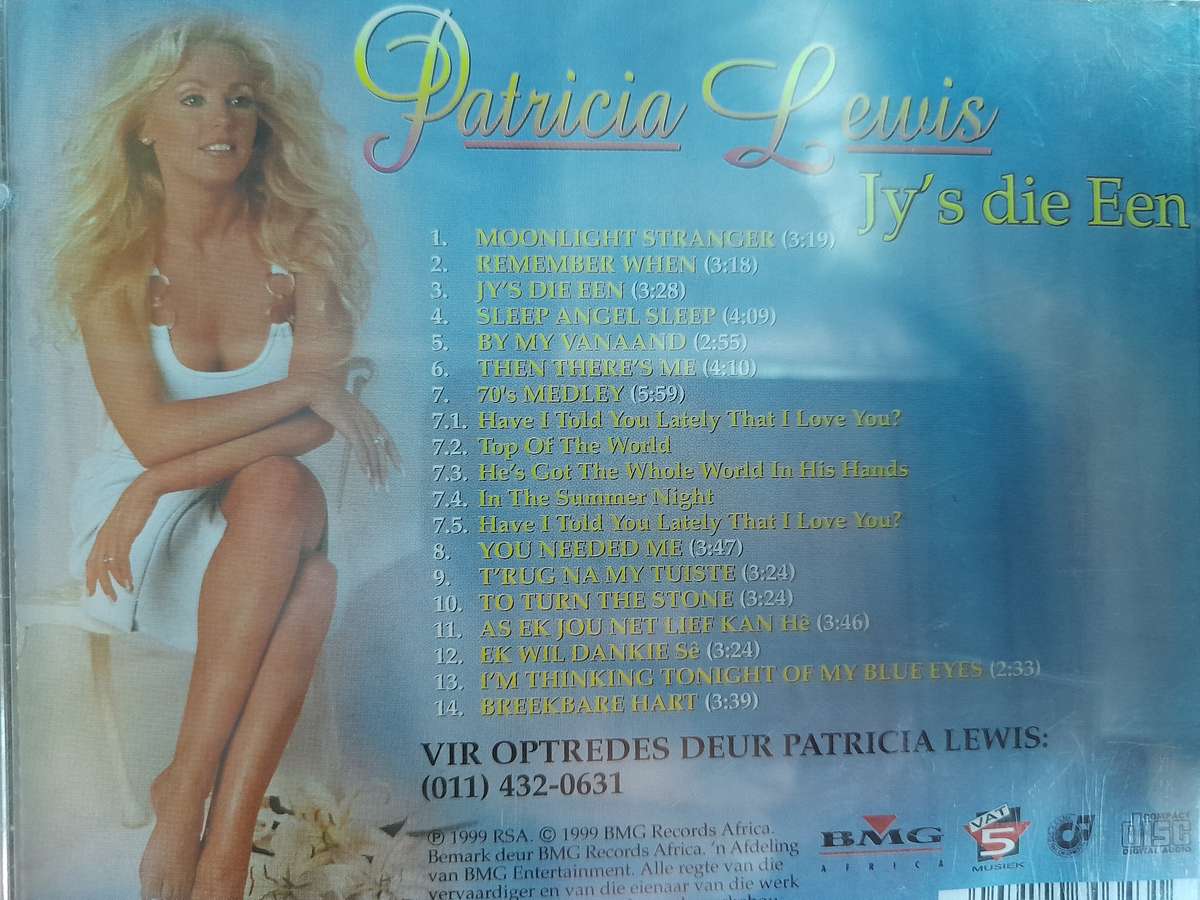 Patricia Lewis
Jy's die Een
1. MOONLIGHT STRANGER (3:19)
2. REMEMBER WHEN (3:18)
3. JY'S DIE EEN (3:28)
4. SLEEP ANGEL SLEEP (4:09)
5. BY MY VANAAND (2:55)
6. THEN THERE'S ME (4:10)
7. 70's MEDLEY (5:59)
7.1. Have I Told You Lately That I Love You?
7.2. Top Of The World
7.3. He's Got The Whole World In His Hands
7.4. In The Summer Night
7.5. Have I Told You Lately That I Love You?
8. YOU NEEDED ME (3:47)
9. T'RUG NA MY TUISTE (3:24)
10. TO TURN THE STONE (3:24)
11. AS EK JOU NET LIEF KAN Hê (3:46)
12. EK WIL DANKIE Sê (3:24)
13. I'M THINKING TONIGHT OF MY BLUE EYES (2:33)
14. BREEKBARE HART (3:39)
VIR OPTREDES DEUR PATRICIA LEWIS:
(011) 432-0631
℗ 1999 RSA. © 1999 BMG Records Africa.
Bemark deur BMG Records Africa. 'n Afdeling
van BMG Entertainment. Alle regte van die
vervaardiger en van die eienaar van die werk
BMG
AFRICA
VAT
5
MUSIEK
COMPACT
DISC
DIGITAL AUDIO